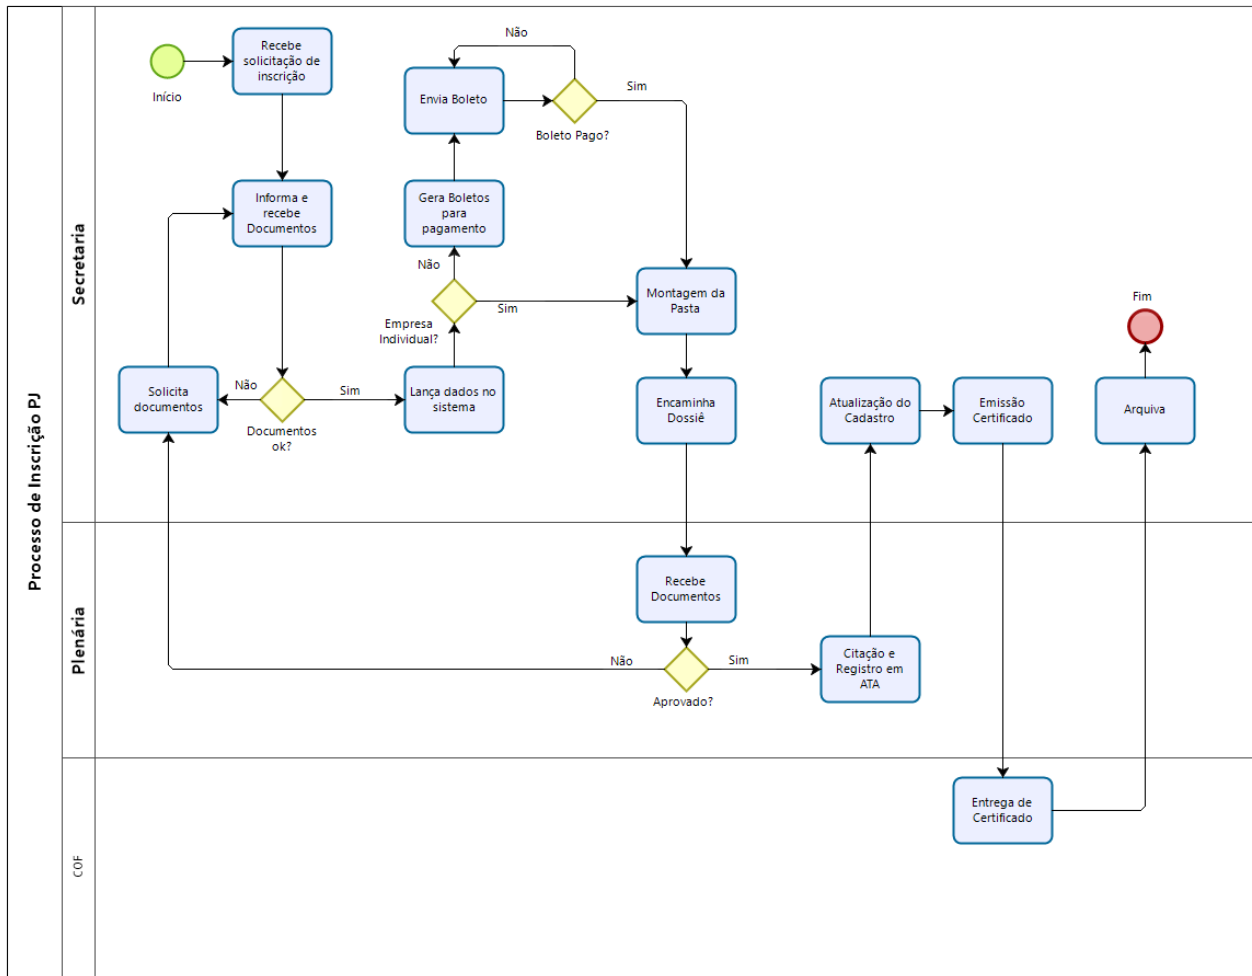 Processo de Inscrição PJ
Secretaria
Início
Recebe
solicitação de
inscrição
Informa e
recebe
Documentos
Documentos
ok?
Não
Solicita
documentos
Sim
Lança dados no
sistema
Empresa
Individual?
Não
Gera Boletos
para
pagamento
Envia Boleto
Boleto Pago?
Não
Sim
Sim
Montagem da
Pasta
Encaminha
Dossiê
Atualização do
Cadastro
Emissão
Certificado
Arquiva
Fim
Plenária
Recebe
Documentos
Aprovado?
Não
Sim
Citação e
Registro em
ATA
COF
Entrega de
Certificado